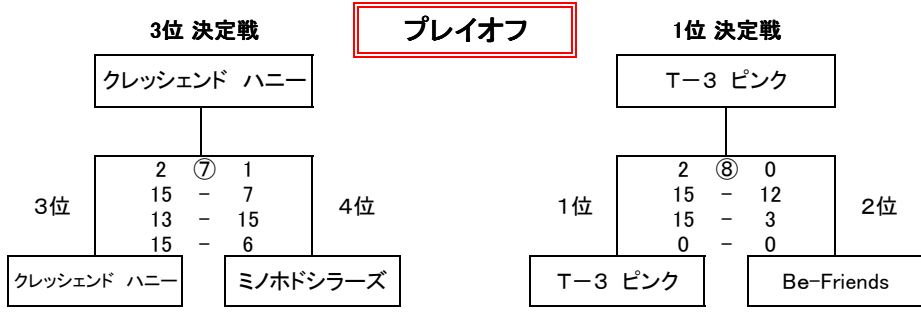 プレイオフ
3位 決定戦
クレッシェンド ハニー
2 ⑦ 1
15 - 7
13 - 15
15 - 6
3位
4位
クレッシェンド ハニー
ミノホドシラーズ
1位 決定戦
T－3 ピンク
2 ⑧ 0
15 - 12
15 - 3
0 - 0
1位
2位
T－3 ピンク
Be-Friends